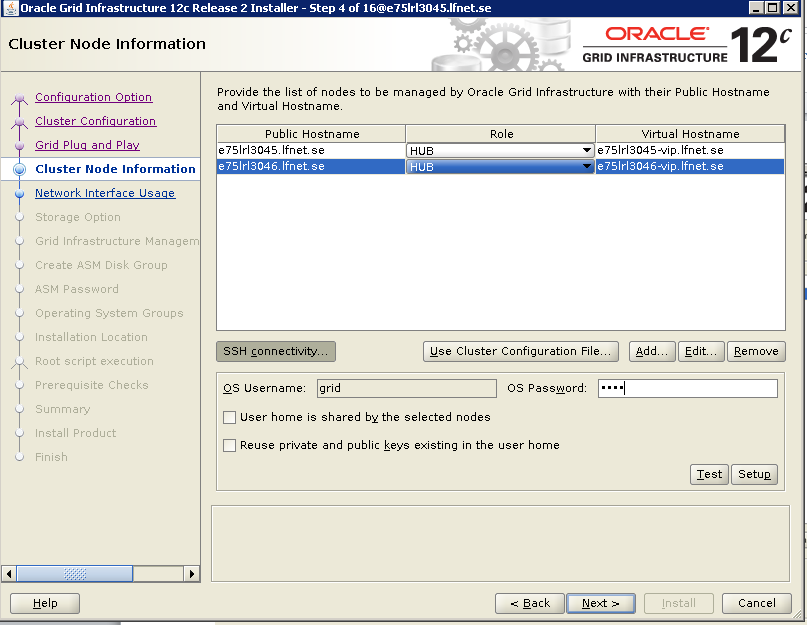 Oracle Grid Infrastructure 12c Release 2 Installer - Step 4 of 16@e75lrl3045.lfnet.se
Cluster Node Information
ORACLE®
GRID INFRASTRUCTURE 12c
Configuration Option
Cluster Configuration
Grid Plug and Play
Cluster Node Information
Network Interface Usage
Storage Option
Grid Infrastructure Managem
Create ASM Disk Group
ASM Password
Operating System Groups
Installation Location
Root script execution
Prerequisite Checks
Summary
Install Product
Finish
Provide the list of nodes to be managed by Oracle Grid Infrastructure with their Public Hostname
and Virtual Hostname.
Public Hostname Role Virtual Hostname
e75lrl3045.lfnet.se HUB e75lrl3045-vip.lfnet.se
e75lrl3046.lfnet.se HUB e75lrl3046-vip.lfnet.se
SSH connectivity... Use Cluster Configuration File... Add... Edit... Remove
OS Username: grid OS Password: ••••
User home is shared by the selected nodes
Reuse private and public keys existing in the user home
Test Setup
Help < Back Next > Install Cancel